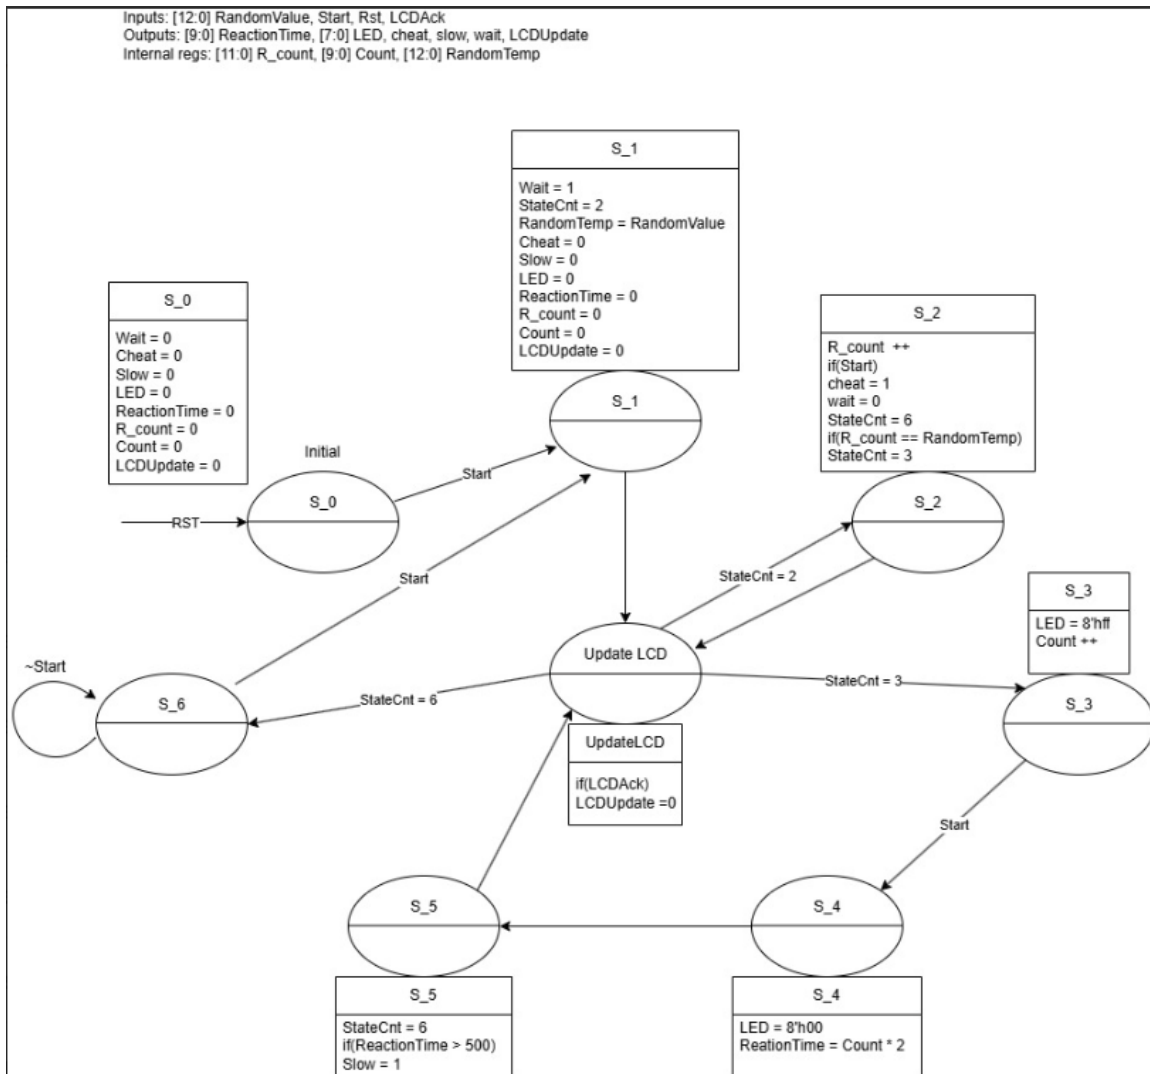 Inputs: [12:0] RandomValue, Start, Rst, LCDAck
Outputs: [9:0] ReactionTime, [7:0] LED, cheat, slow, wait, LCDUpdate
Internal regs: [11:0] R_count, [9:0] Count, [12:0] RandomTemp
S_1
Wait = 1
StateCnt = 2
RandomTemp = RandomValue
Cheat = 0
Slow = 0
LED = 0
ReactionTime = 0
R_count = 0
Count = 0
LCDUpdate = 0
S_0
Wait = 0
Cheat = 0
Slow = 0
LED = 0
ReactionTime = 0
R_count = 0
Count = 0
LCDUpdate = 0
S_2
R_count ++
if(Start)
cheat = 1
wait = 0
StateCnt = 6
if(R_count == RandomTemp)
StateCnt = 3
S_1
Initial
Start
S_0
RST
S_2
Start
StateCnt = 2
S_3
LED = 8'hff
Count ++
Update LCD
~Start
StateCnt = 6
StateCnt = 3
S_6
S_3
UpdateLCD
if(LCDAck)
LCDUpdate =0
Start
S_5
S_4
S_5
StateCnt = 6
if(ReactionTime > 500)
Slow = 1
S_4
LED = 8'h00
ReationTime = Count * 2